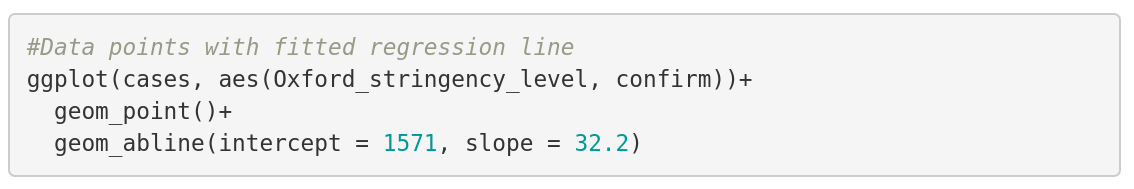 #Data points with fitted regression line
ggplot(cases, aes(Oxford_stringency_level, confirm))+
  geom_point()+
  geom_abline(intercept = 1571, slope = 32.2)